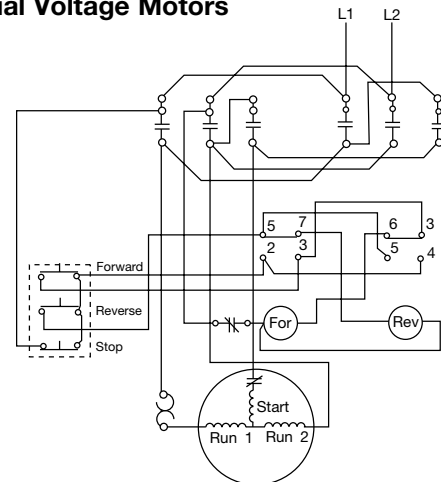 ual Voltage Motors
L1 L2
5 7 6 3
2 3 5 4
Forward
Reverse
Stop
For Rev
Start
Run 1 Run 2